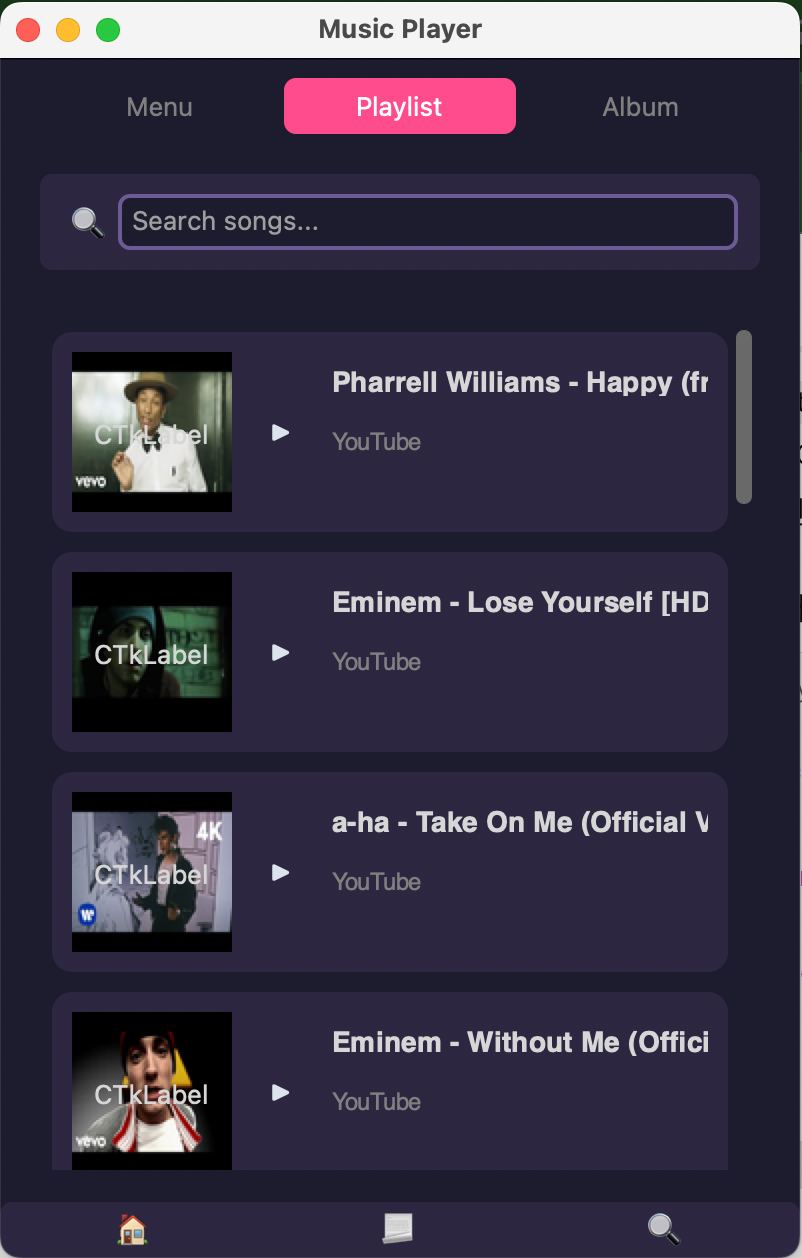 Music Player
Menu
Playlist
Album
Search songs...
CTkLabel
vevo
Pharrell Williams - Happy (fr
YouTube
CTkLabel
Eminem - Lose Yourself [HD
YouTube
4K
CTkLabel
W
a-ha - Take On Me (Official V
YouTube
CTkLabel
vevo
Eminem - Without Me (Offici
YouTube